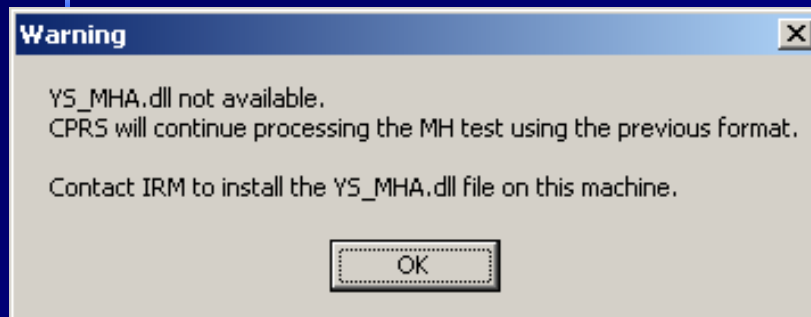 Warning
YS_MHA.dll not available.
CPRS will continue processing the MH test using the previous format.
Contact IRM to install the YS_MHA.dll file on this machine.
OK